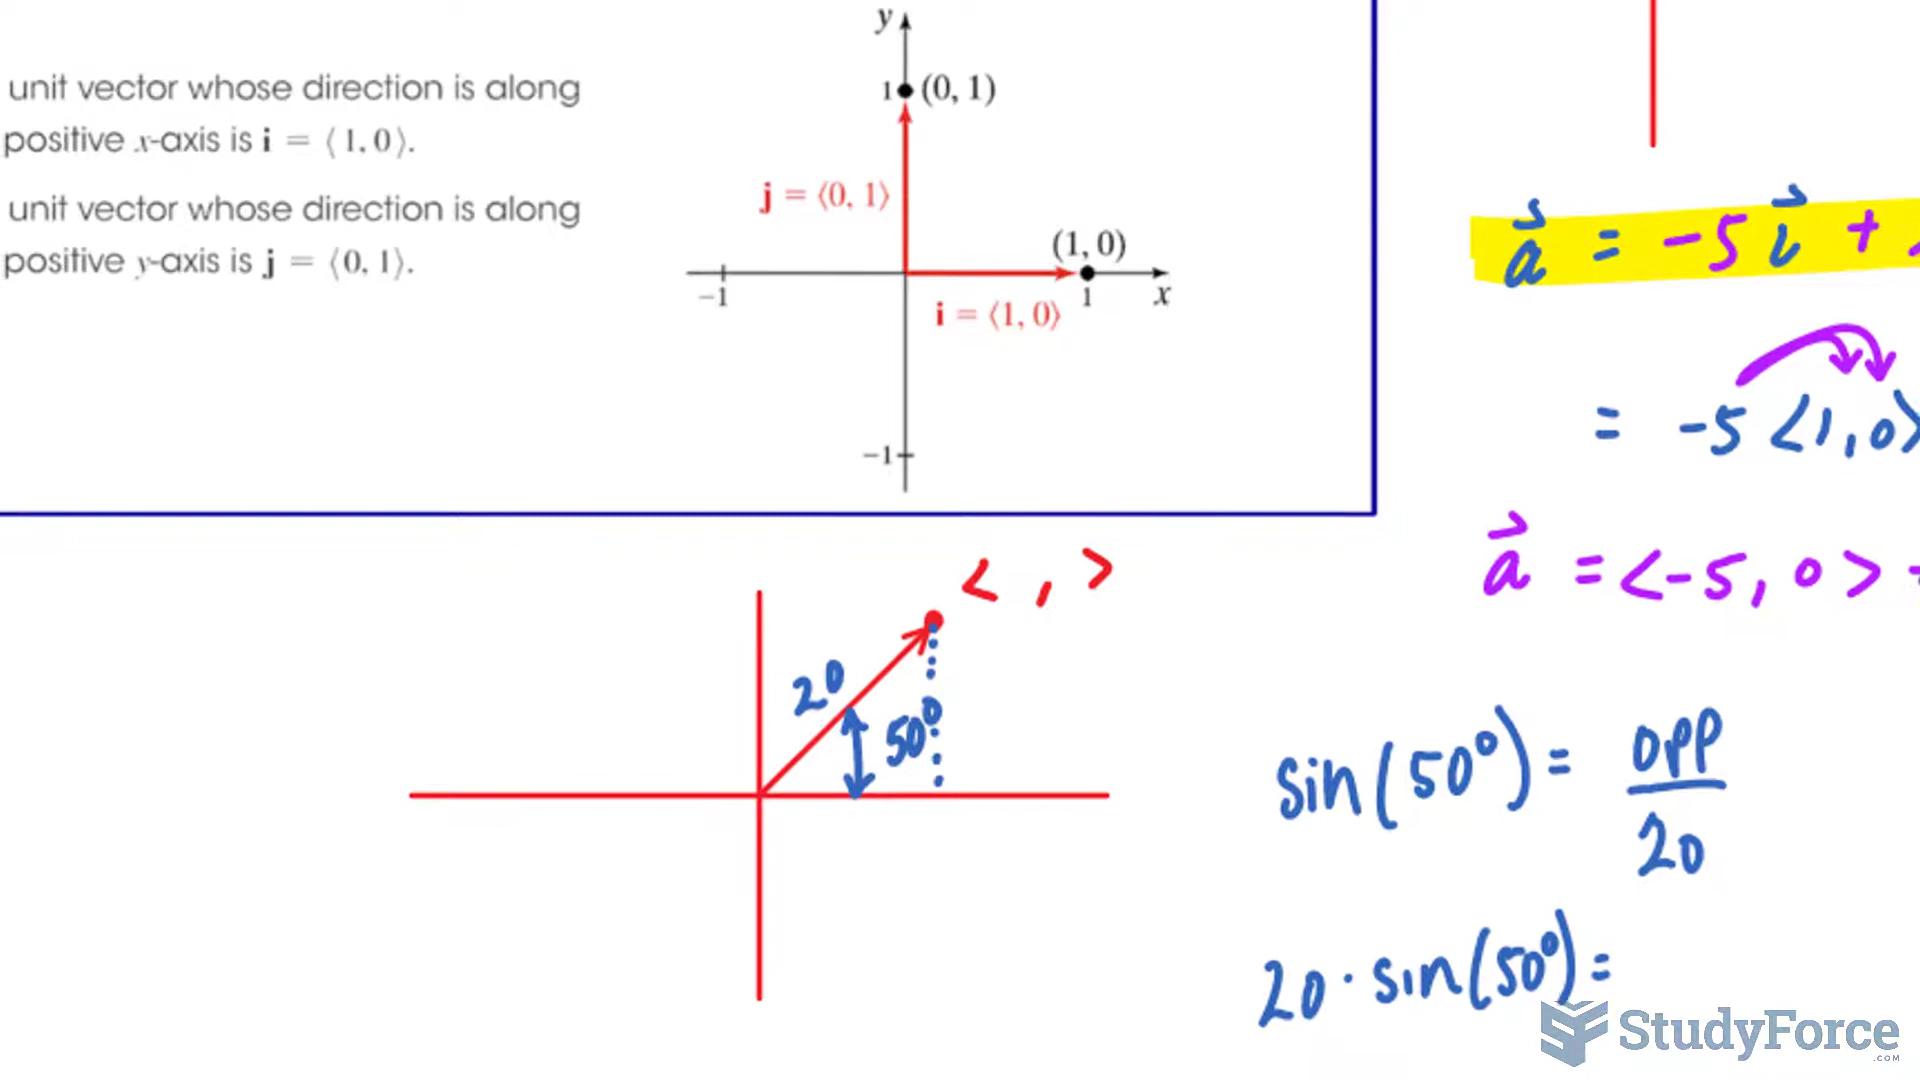 unit vector whose direction is along
positive x-axis is i = ⟨1, 0⟩.
unit vector whose direction is along
positive y-axis is j = ⟨0, 1⟩.
y
1
(0, 1)
j = ⟨0, 1⟩
(1, 0)
−1
1
x
i = ⟨1, 0⟩
−1
a⃗ = -5 i⃗ +
= -5 <1, 0>
a⃗ = <-5, 0> +
< , >
20
50°
sin(50°) = opp/20
20 · sin(50°) =
StudyForce
.COM